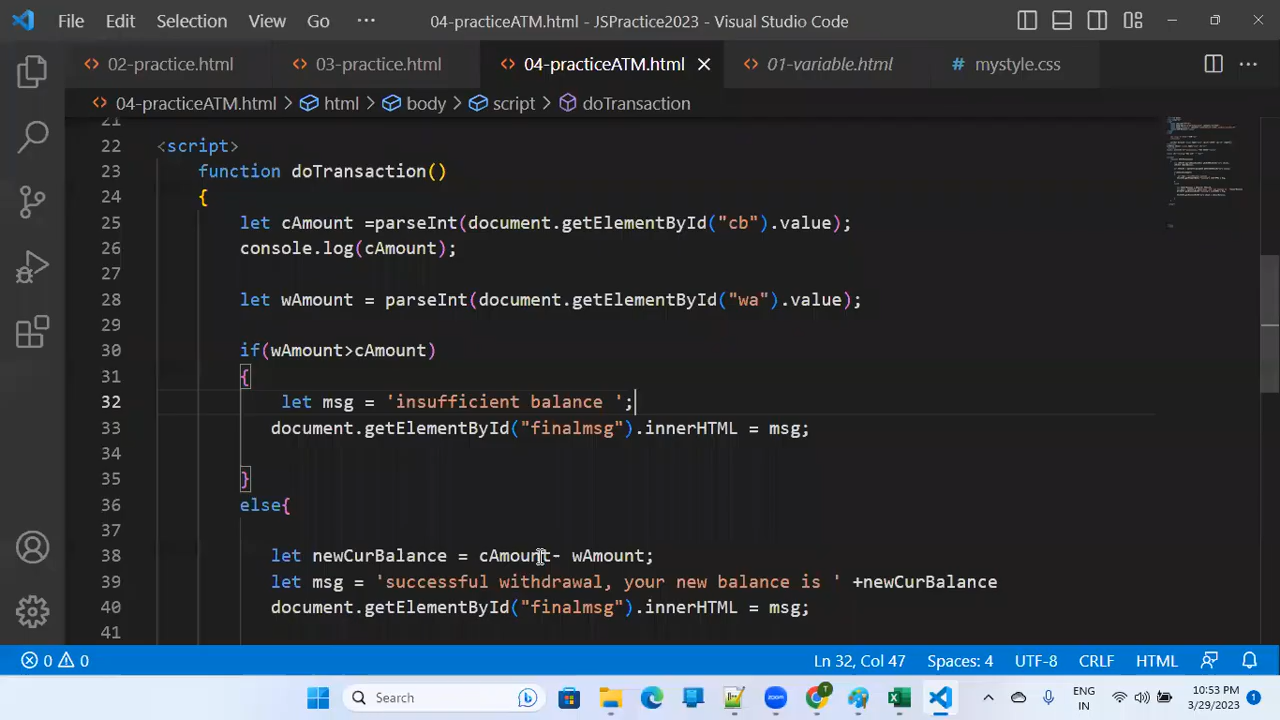 File Edit Selection View Go ··· 04-practiceATM.html - JSPractice2023 - Visual Studio Code
02-practice.html 03-practice.html 04-practiceATM.html 01-variable.html mystyle.css ···
04-practiceATM.html > html > body > script > doTransaction
21
22 <script>
23 function doTransaction()
24 {
25 let cAmount =parseInt(document.getElementById("cb").value);
26 console.log(cAmount);
27
28 let wAmount = parseInt(document.getElementById("wa").value);
29
30 if(wAmount>cAmount)
31 {
32 let msg = 'insufficient balance ';
33 document.getElementById("finalmsg").innerHTML = msg;
34
35 }
36 else{
37
38 let newCurBalance = cAmount- wAmount;
39 let msg = 'successful withdrawal, your new balance is ' +newCurBalance
40 document.getElementById("finalmsg").innerHTML = msg;
41
0 0 Ln 32, Col 47 Spaces: 4 UTF-8 CRLF HTML
Search T ENG IN 10:53 PM 3/29/2023 1